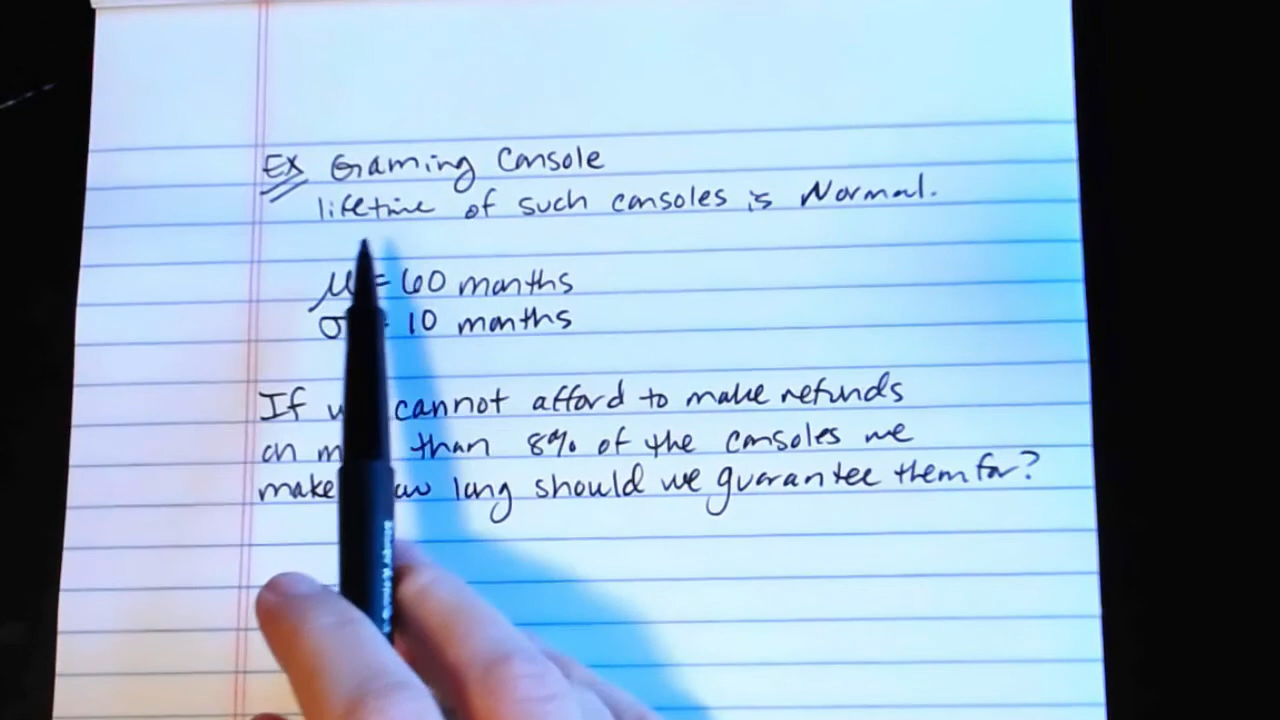 Ex Gaming Console
lifetime of such consoles is Normal.
μ = 60 months
σ 10 months
If cannot afford to make refunds
on than 8% of the consoles we
make long should we guarantee them for?